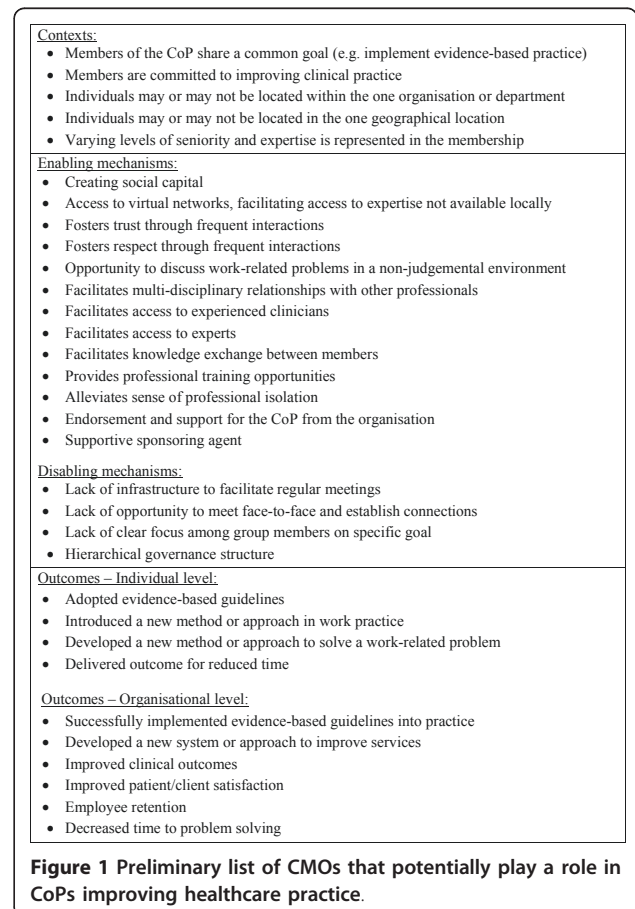 Contexts:
• Members of the CoP share a common goal (e.g. implement evidence-based practice)
• Members are committed to improving clinical practice
• Individuals may or may not be located within the one organisation or department
• Individuals may or may not be located in the one geographical location
• Varying levels of seniority and expertise is represented in the membership
Enabling mechanisms:
• Creating social capital
• Access to virtual networks, facilitating access to expertise not available locally
• Fosters trust through frequent interactions
• Fosters respect through frequent interactions
• Opportunity to discuss work-related problems in a non-judgemental environment
• Facilitates multi-disciplinary relationships with other professionals
• Facilitates access to experienced clinicians
• Facilitates access to experts
• Facilitates knowledge exchange between members
• Provides professional training opportunities
• Alleviates sense of professional isolation
• Endorsement and support for the CoP from the organisation
• Supportive sponsoring agent
Disabling mechanisms:
• Lack of infrastructure to facilitate regular meetings
• Lack of opportunity to meet face-to-face and establish connections
• Lack of clear focus among group members on specific goal
• Hierarchical governance structure
Outcomes – Individual level:
• Adopted evidence-based guidelines
• Introduced a new method or approach in work practice
• Developed a new method or approach to solve a work-related problem
• Delivered outcome for reduced time
Outcomes – Organisational level:
• Successfully implemented evidence-based guidelines into practice
• Developed a new system or approach to improve services
• Improved clinical outcomes
• Improved patient/client satisfaction
• Employee retention
• Decreased time to problem solving
Figure 1 Preliminary list of CMOs that potentially play a role in
CoPs improving healthcare practice.